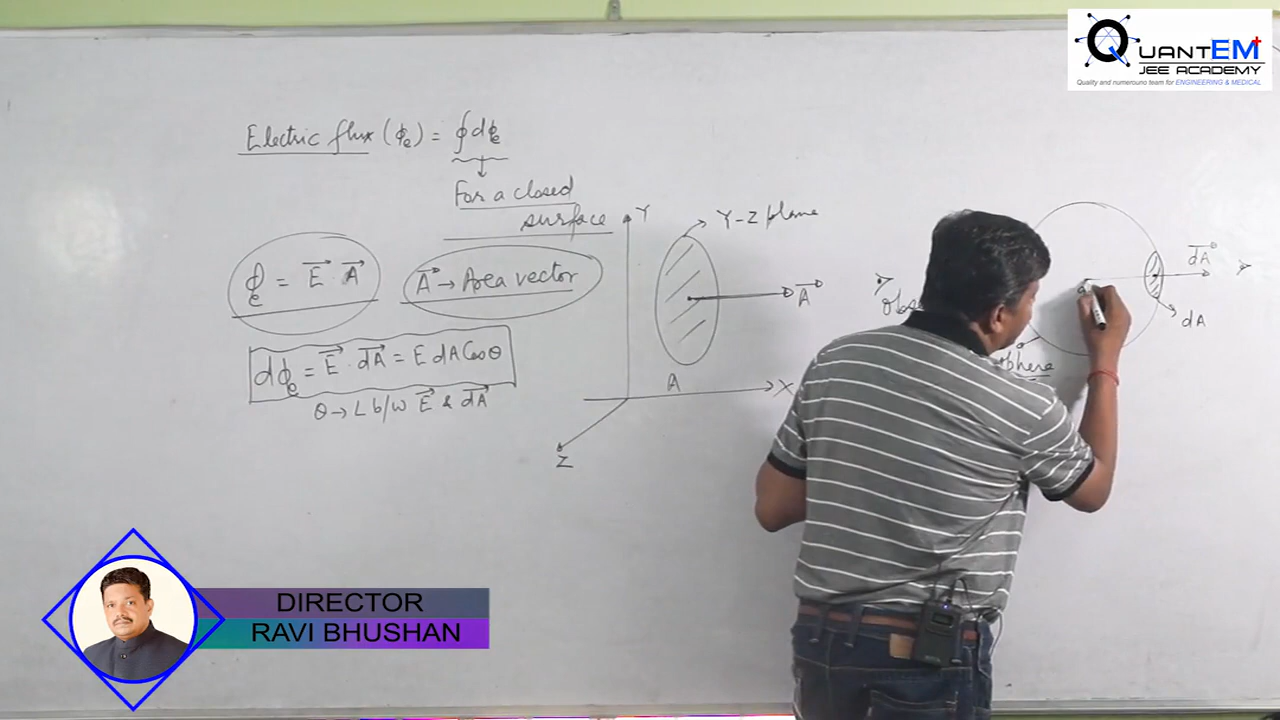 QUANTEM+
JEE ACADEMY
Quality and numerouno team for ENGINEERING & MEDICAL
Electric flux (ϕe) = ∮dϕe
For a closed
surface
ϕe = E⃗ · A⃗
A⃗ → Area vector
dϕe = E⃗ · dA⃗ = E dA Cosθ
θ → ∠ b/w E⃗ & dA⃗
Y
Y-Z plane
A⃗
A
X
Z
dA⃗
dA
DIRECTOR
RAVI BHUSHAN